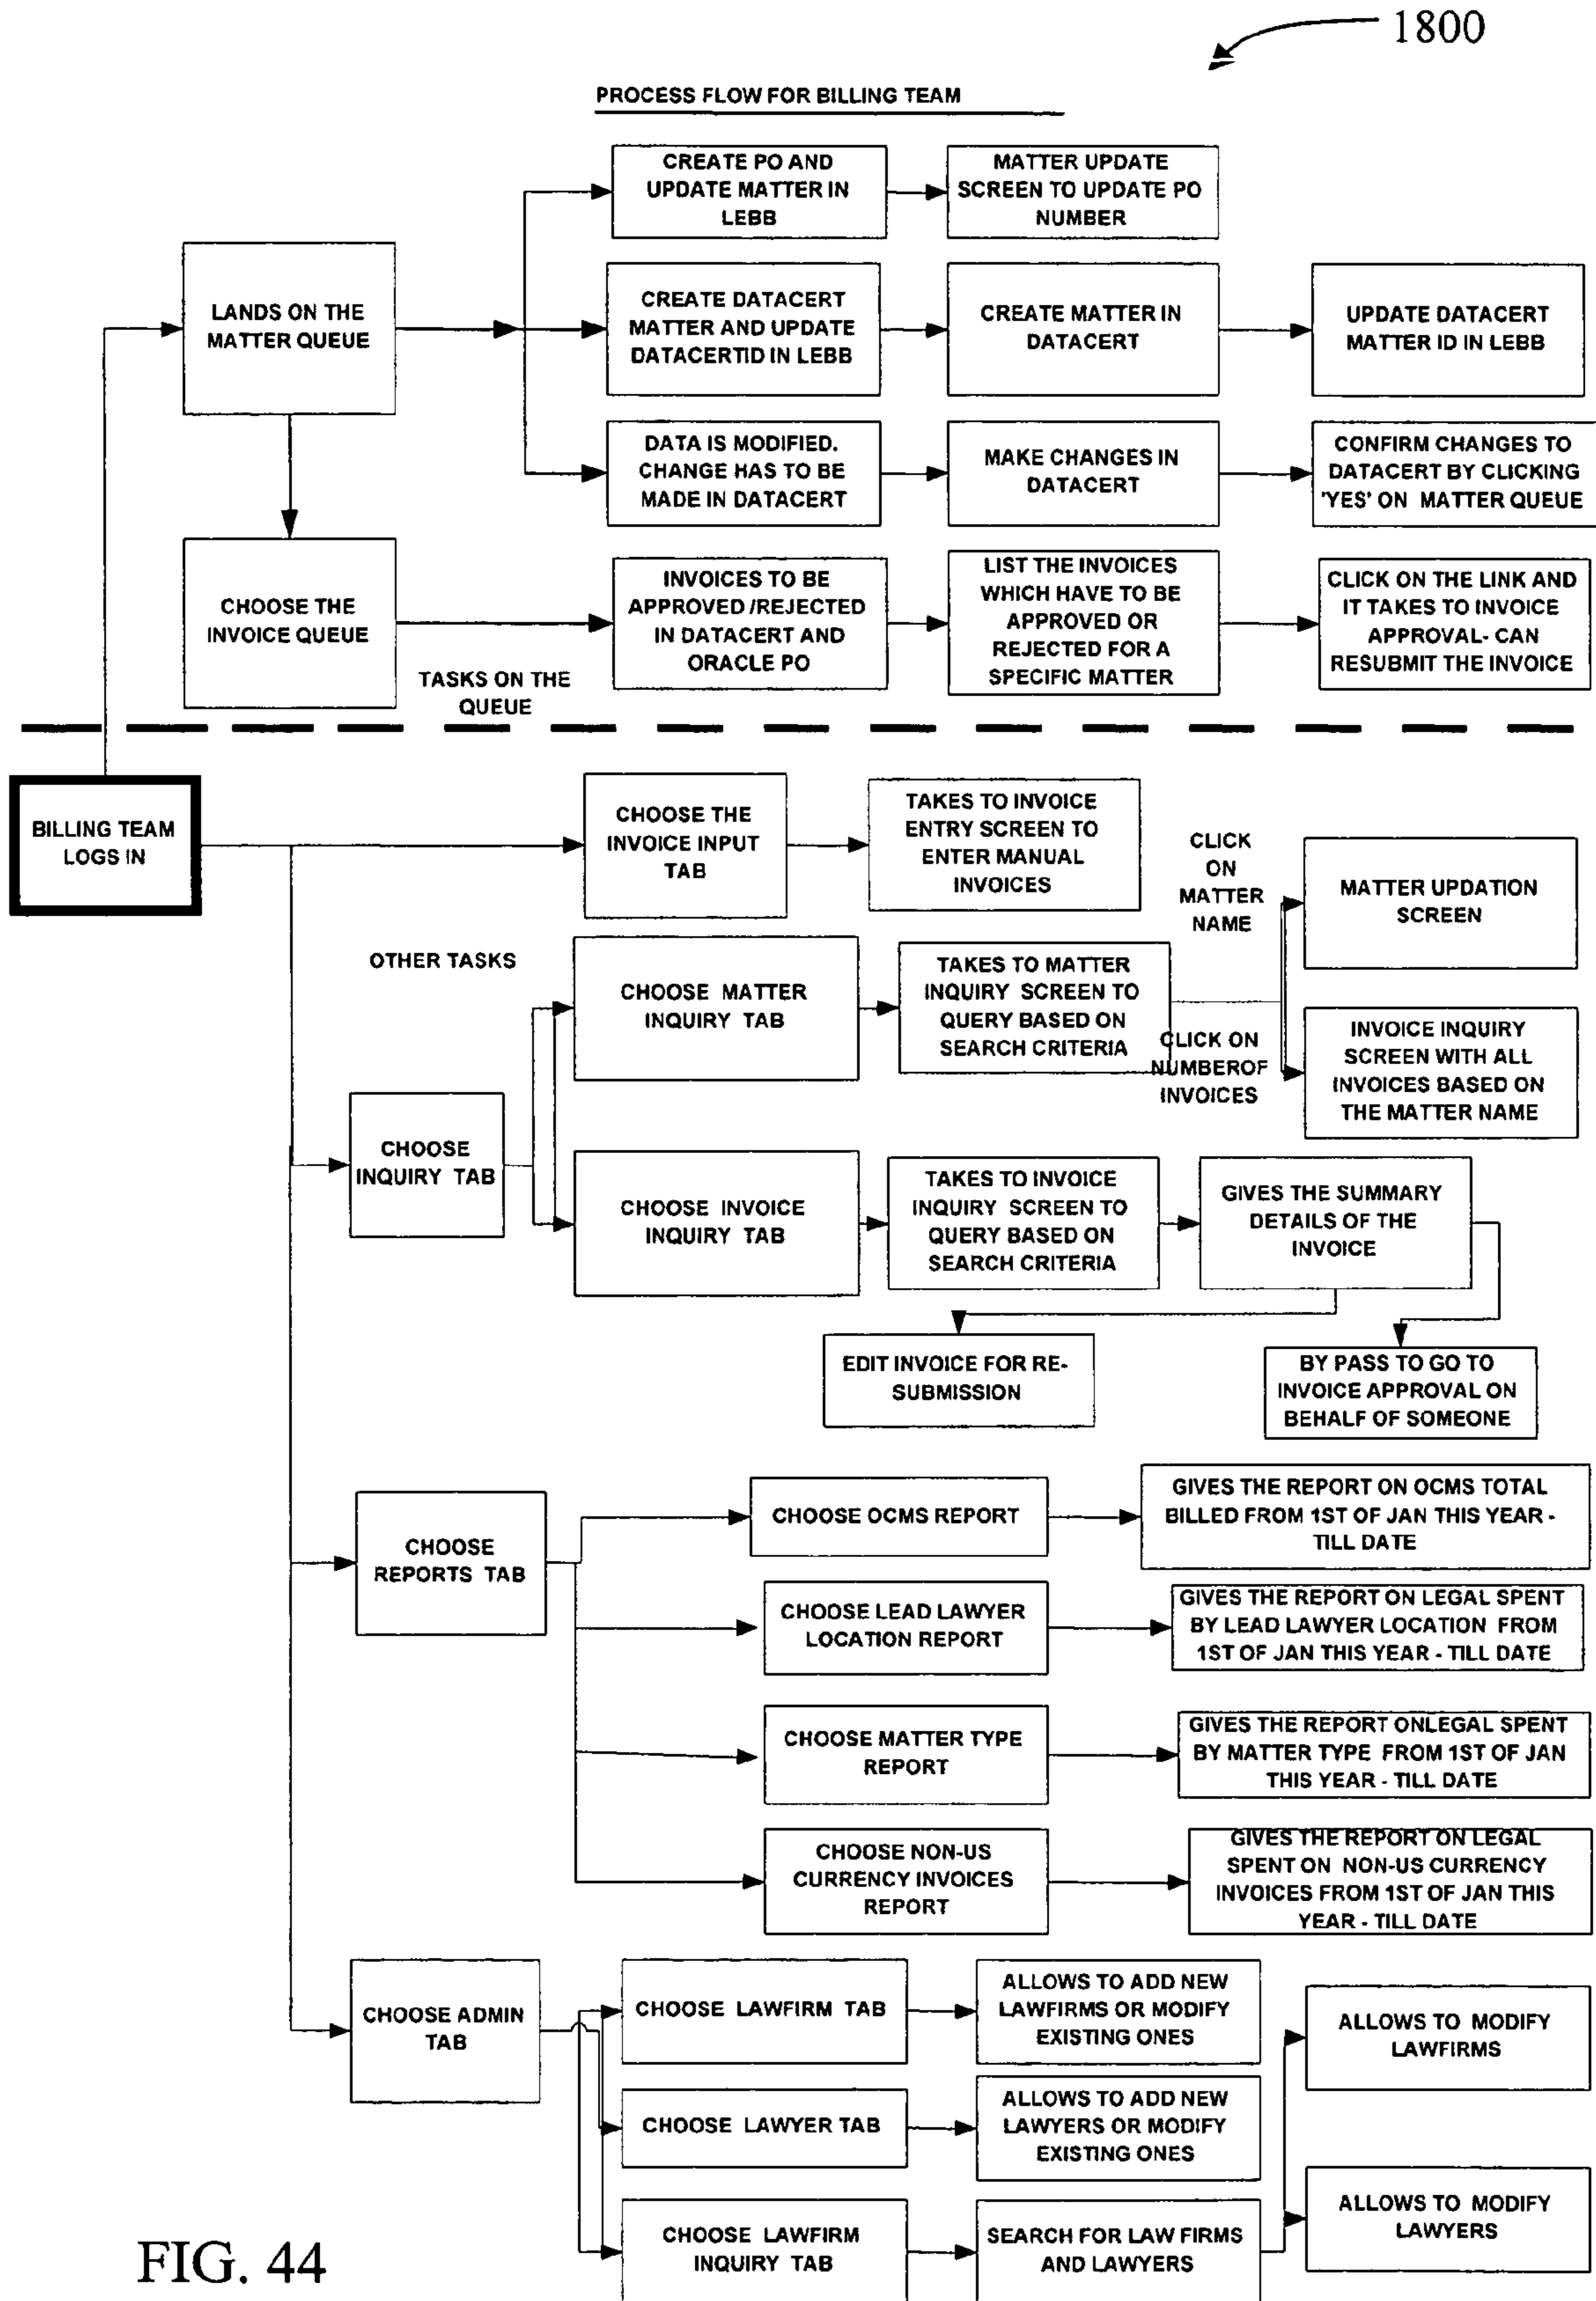 1800
PROCESS FLOW FOR BILLING TEAM
CREATE PO AND
UPDATE MATTER IN
LEBB
MATTER UPDATE
SCREEN TO UPDATE PO
NUMBER
LANDS ON THE
MATTER QUEUE
CREATE DATACERT
MATTER AND UPDATE
DATACERTID IN LEBB
CREATE MATTER IN
DATACERT
UPDATE DATACERT
MATTER ID IN LEBB
DATA IS MODIFIED.
CHANGE HAS TO BE
MADE IN DATACERT
MAKE CHANGES IN
DATACERT
CONFIRM CHANGES TO
DATACERT BY CLICKING
'YES' ON MATTER QUEUE
CHOOSE THE
INVOICE QUEUE
INVOICES TO BE
APPROVED /REJECTED
IN DATACERT AND
ORACLE PO
LIST THE INVOICES
WHICH HAVE TO BE
APPROVED OR
REJECTED FOR A
SPECIFIC MATTER
CLICK ON THE LINK AND
IT TAKES TO INVOICE
APPROVAL- CAN
RESUBMIT THE INVOICE
TASKS ON THE
QUEUE
BILLING TEAM
LOGS IN
CHOOSE THE
INVOICE INPUT
TAB
TAKES TO INVOICE
ENTRY SCREEN TO
ENTER MANUAL
INVOICES
CLICK
ON
MATTER
NAME
MATTER UPDATION
SCREEN
OTHER TASKS
CHOOSE MATTER
INQUIRY TAB
TAKES TO MATTER
INQUIRY SCREEN TO
QUERY BASED ON
SEARCH CRITERIA
CLICK ON
NUMBEROF
INVOICES
INVOICE INQUIRY
SCREEN WITH ALL
INVOICES BASED ON
THE MATTER NAME
CHOOSE
INQUIRY TAB
CHOOSE INVOICE
INQUIRY TAB
TAKES TO INVOICE
INQUIRY SCREEN TO
QUERY BASED ON
SEARCH CRITERIA
GIVES THE SUMMARY
DETAILS OF THE
INVOICE
EDIT INVOICE FOR RE-
SUBMISSION
BY PASS TO GO TO
INVOICE APPROVAL ON
BEHALF OF SOMEONE
CHOOSE
REPORTS TAB
CHOOSE OCMS REPORT
GIVES THE REPORT ON OCMS TOTAL
BILLED FROM 1ST OF JAN THIS YEAR -
TILL DATE
CHOOSE LEAD LAWYER
LOCATION REPORT
GIVES THE REPORT ON LEGAL SPENT
BY LEAD LAWYER LOCATION FROM
1ST OF JAN THIS YEAR - TILL DATE
CHOOSE MATTER TYPE
REPORT
GIVES THE REPORT ONLEGAL SPENT
BY MATTER TYPE FROM 1ST OF JAN
THIS YEAR - TILL DATE
CHOOSE NON-US
CURRENCY INVOICES
REPORT
GIVES THE REPORT ON LEGAL
SPENT ON NON-US CURRENCY
INVOICES FROM 1ST OF JAN THIS
YEAR - TILL DATE
CHOOSE ADMIN
TAB
CHOOSE LAWFIRM TAB
ALLOWS TO ADD NEW
LAWFIRMS OR MODIFY
EXISTING ONES
ALLOWS TO MODIFY
LAWFIRMS
CHOOSE LAWYER TAB
ALLOWS TO ADD NEW
LAWYERS OR MODIFY
EXISTING ONES
CHOOSE LAWFIRM
INQUIRY TAB
SEARCH FOR LAW FIRMS
AND LAWYERS
ALLOWS TO MODIFY
LAWYERS
FIG. 44